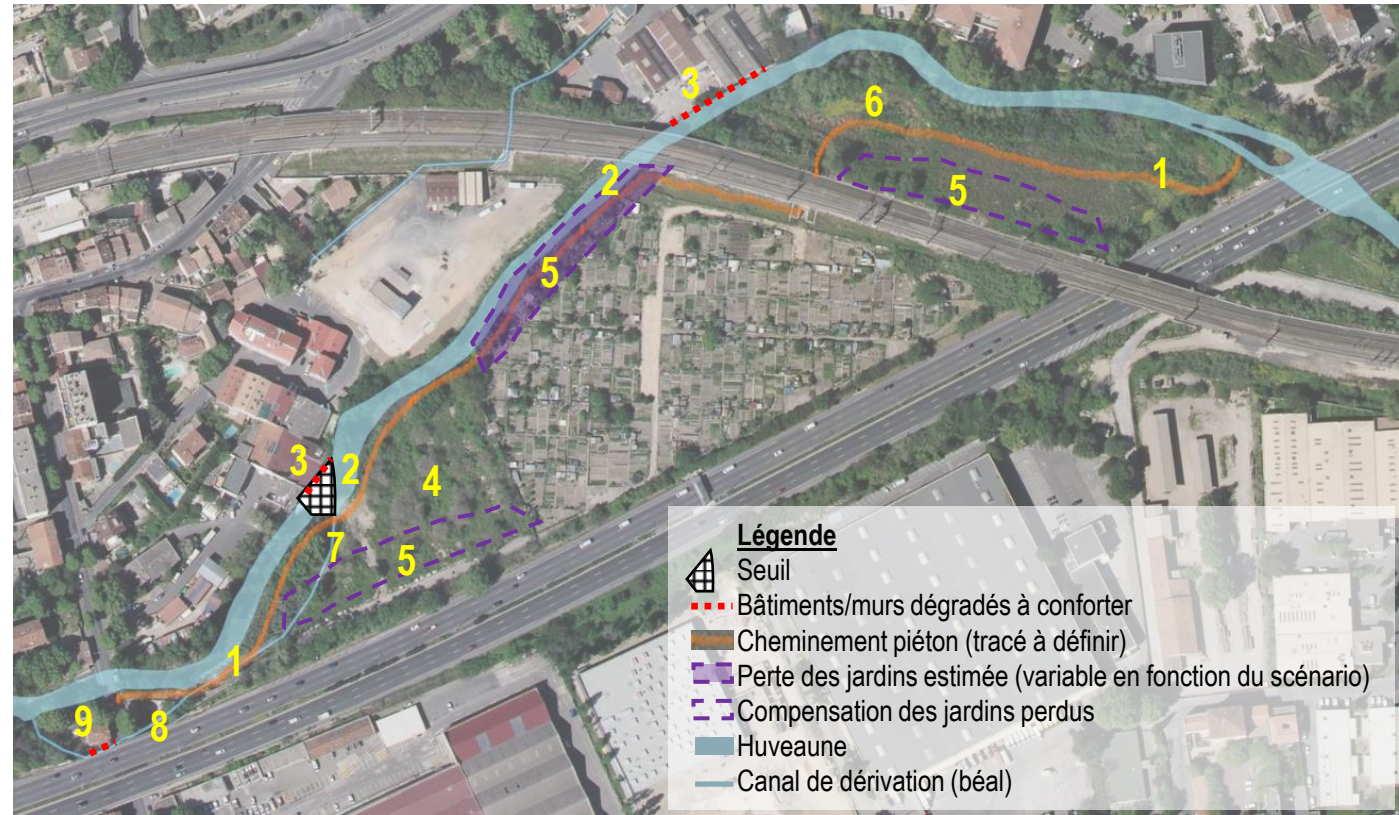 3
6
2
1
5
5
3
2
4
7
5
1
9
8
Légende
Seuil
Bâtiments/murs dégradés à conforter
Cheminement piéton (tracé à définir)
Perte des jardins estimée (variable en fonction du scénario)
Compensation des jardins perdus
Huveaune
Canal de dérivation (béal)